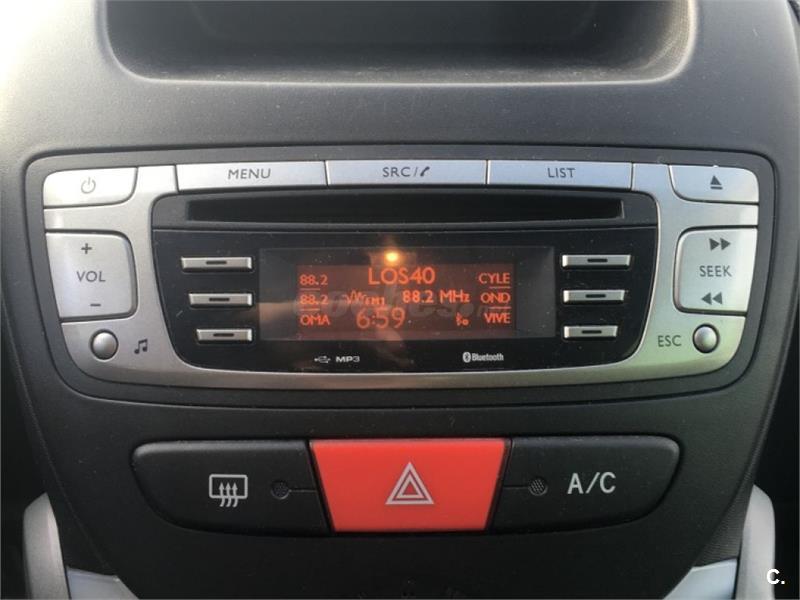 MENU SRC/ LIST
+
VOL
−
SEEK
ESC
88.2 LOS40 CYLE
88.2 FM1 88.2 MHz OND
OMA 6:59 VIVE
MP3 Bluetooth
A/C
C.